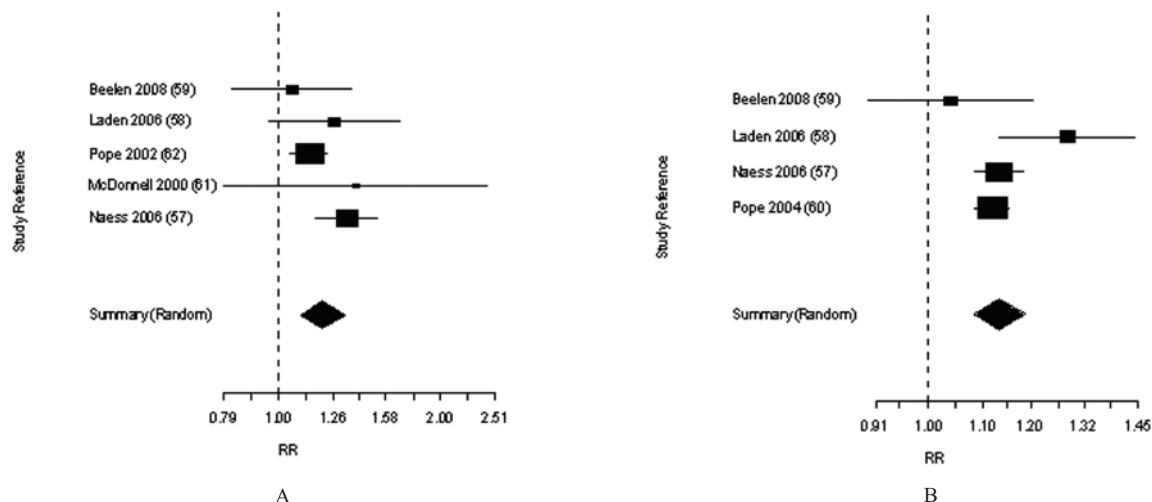 Study Reference
Beelen 2008 (59)
Laden 2006 (58)
Pope 2002 (62)
McDonnell 2000 (61)
Naess 2006 (57)
Summary (Random)
0.79 1.00 1.26 1.58 2.00 2.51
RR
A
Study Reference
Beelen 2008 (59)
Laden 2006 (58)
Naess 2006 (57)
Pope 2004 (60)
Summary (Random)
0.91 1.00 1.10 1.20 1.32 1.45
RR
B